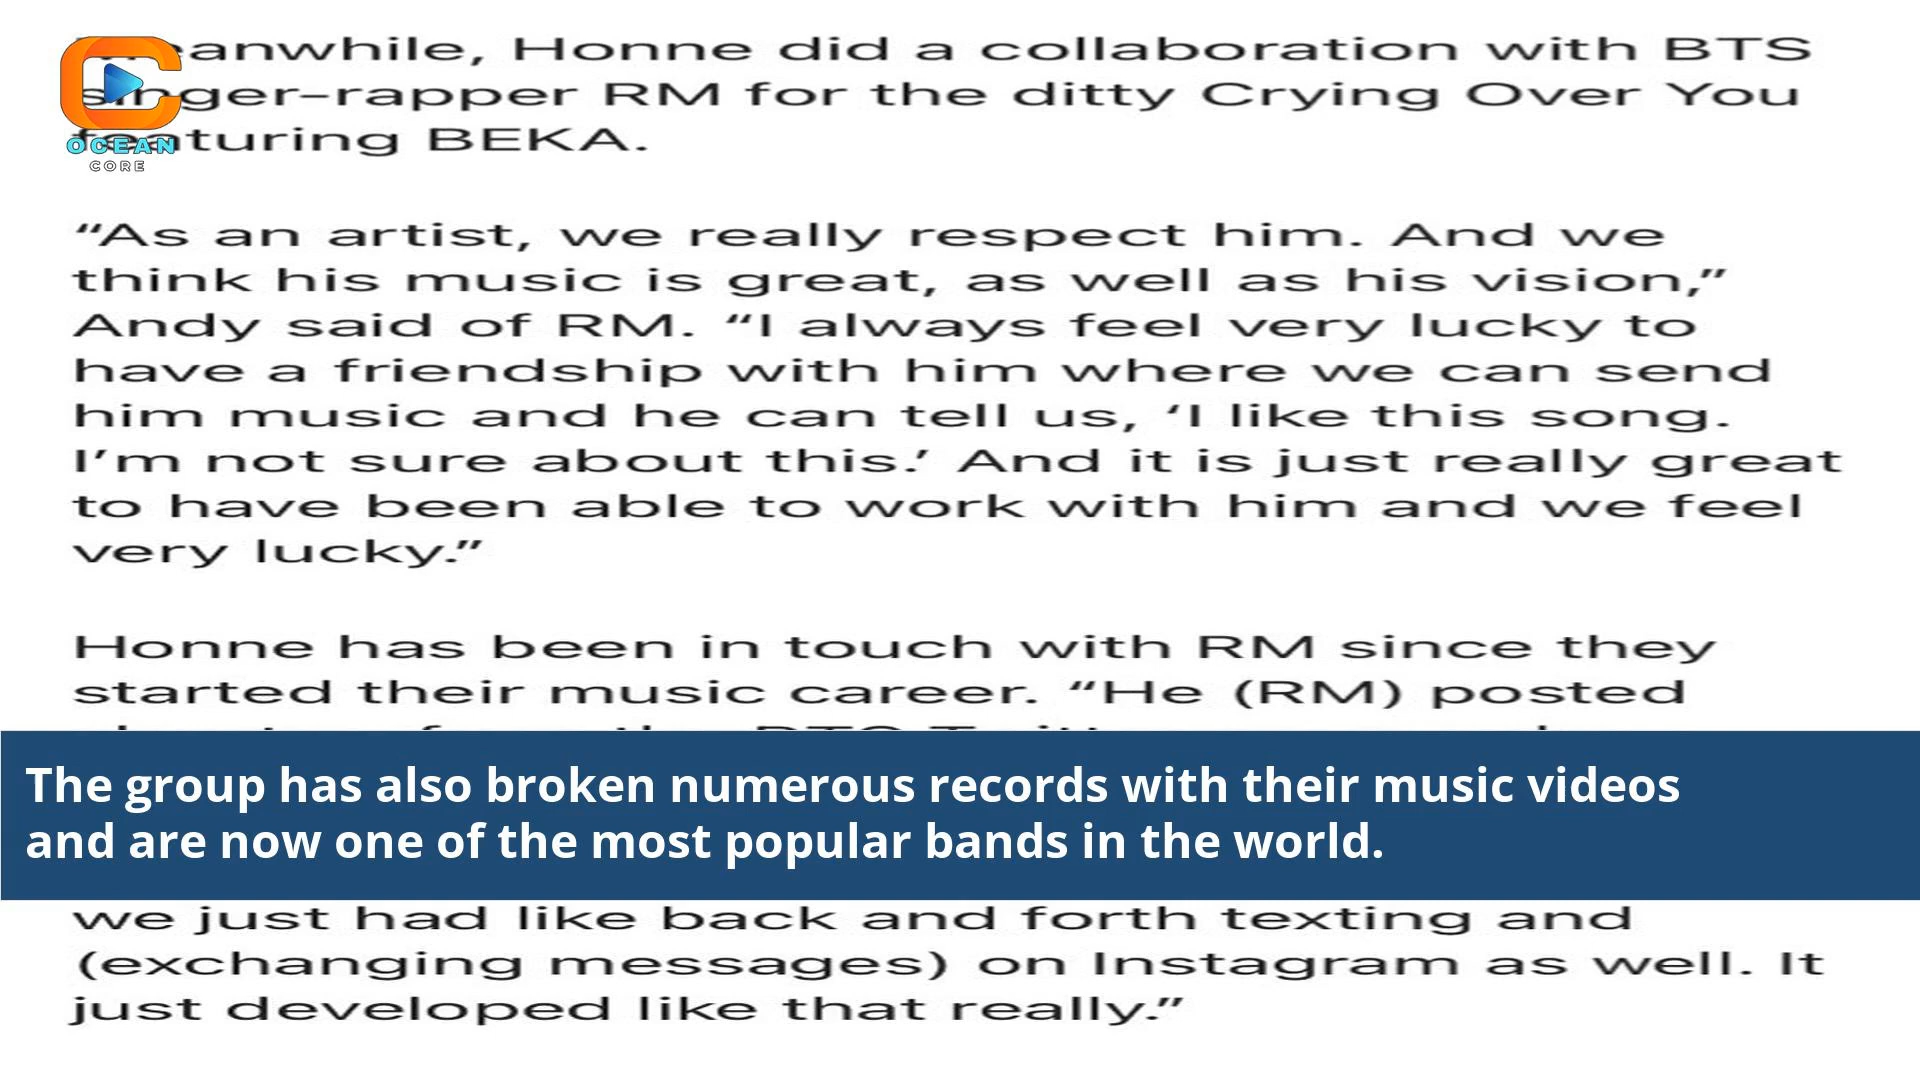 Meanwhile, Honne did a collaboration with BTS
singer-rapper RM for the ditty Crying Over You
featuring BEKA.
OCEAN
CORE
“As an artist, we really respect him. And we
think his music is great, as well as his vision,”
Andy said of RM. “I always feel very lucky to
have a friendship with him where we can send
him music and he can tell us, ‘I like this song.
I’m not sure about this.’ And it is just really great
to have been able to work with him and we feel
very lucky.”
Honne has been in touch with RM since they
started their music career. “He (RM) posted
The group has also broken numerous records with their music videos
and are now one of the most popular bands in the world.
we just had like back and forth texting and
(exchanging messages) on Instagram as well. It
just developed like that really.”